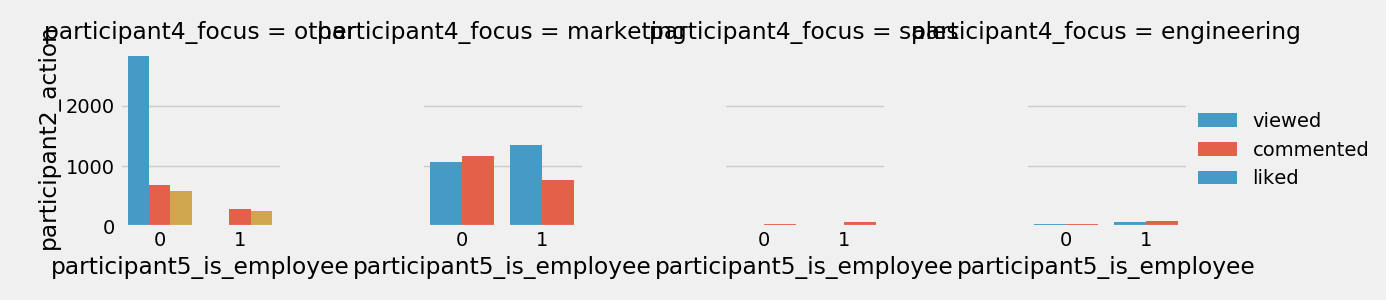 participant4_focus = other
participant4_focus = marketing
participant4_focus = sales
participant4_focus = engineering
participant2_action
2000
1000
0
0 1
0 1
0 1
0 1
participant5_is_employee
participant5_is_employee
participant5_is_employee
participant5_is_employee
viewed
commented
liked